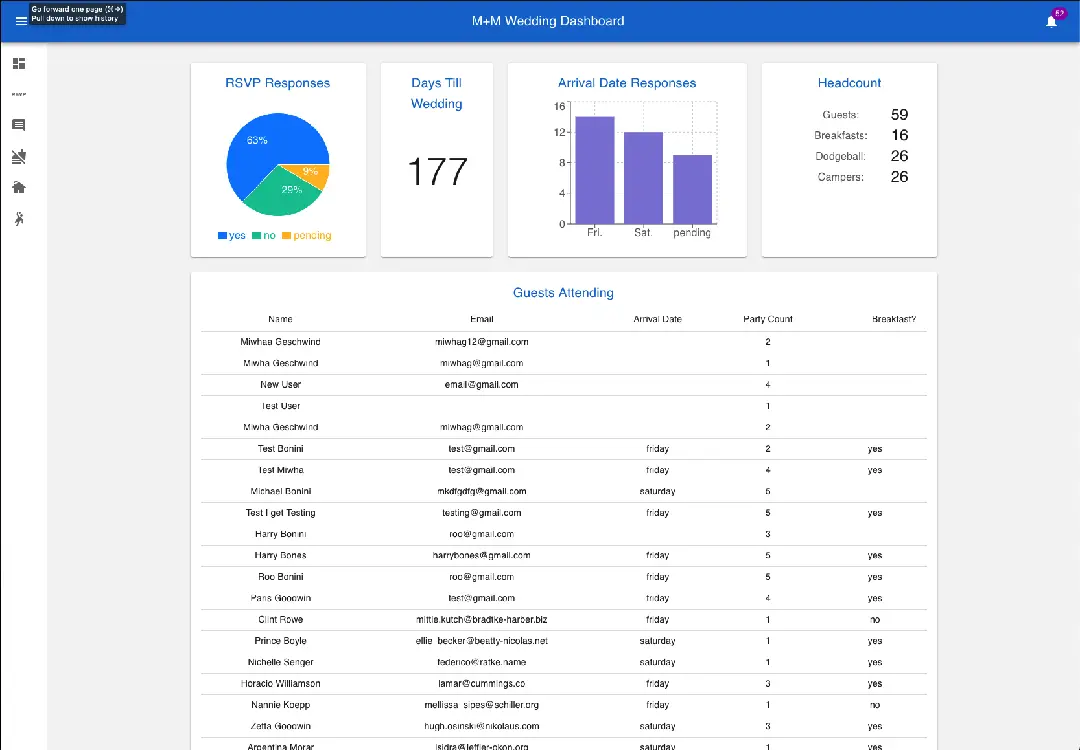 Go forward one page (⌘→)
Pull down to show history
M+M Wedding Dashboard
52
RSVP
RSVP Responses
63%
9%
29%
yes no pending
Days Till
Wedding
177
Arrival Date Responses
16
12
8
4
0
Fri. Sat. pending
Headcount
Guests: 59
Breakfasts: 16
Dodgeball: 26
Campers: 26
Guests Attending
Name Email Arrival Date Party Count Breakfast?
Miwhaa Geschwind miwhag12@gmail.com 2
Miwha Geschwind miwhag@gmail.com 1
New User email@gmail.com 4
Test User 1
Miwha Geschwind miwhag@gmail.com 2
Test Bonini test@gmail.com friday 2 yes
Test Miwha test@gmail.com friday 4 yes
Michael Bonini mkdfgdfg@gmail.com saturday 5
Test I get Testing testing@gmail.com friday 5 yes
Harry Bonini roo@gmail.com 3
Harry Bones harrybones@gmail.com friday 5 yes
Roo Bonini roo@gmail.com friday 5 yes
Paris Goodwin test@gmail.com friday 4 yes
Clint Rowe mittie.kutch@bradtke-harber.biz friday 1 no
Prince Boyle effie_becker@beatty-nicolas.net saturday 1 yes
Nichelle Senger federico@ratke.name saturday 1 yes
Horacio Williamson lamar@cummings.co friday 3 yes
Nannie Koepp mellissa_sipes@schiller.org friday 1 no
Zetta Goodwin hugh.osinski@nikolaus.com saturday 3 yes
Argentina Morar isidra@leffler-okon.org saturday 1 yes